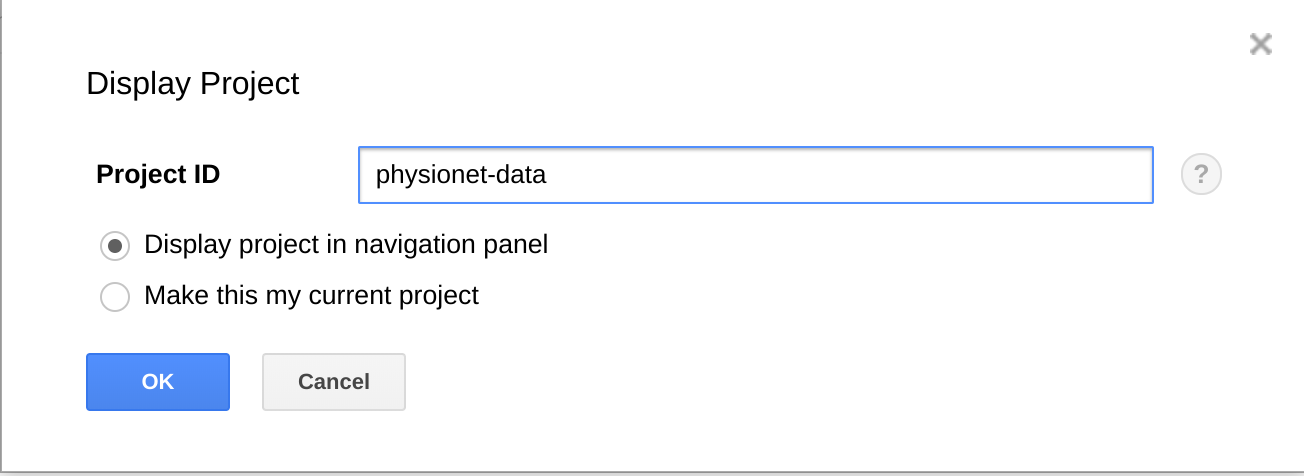 Display Project
Project ID
physionet-data
?
Display project in navigation panel
Make this my current project
OK
Cancel